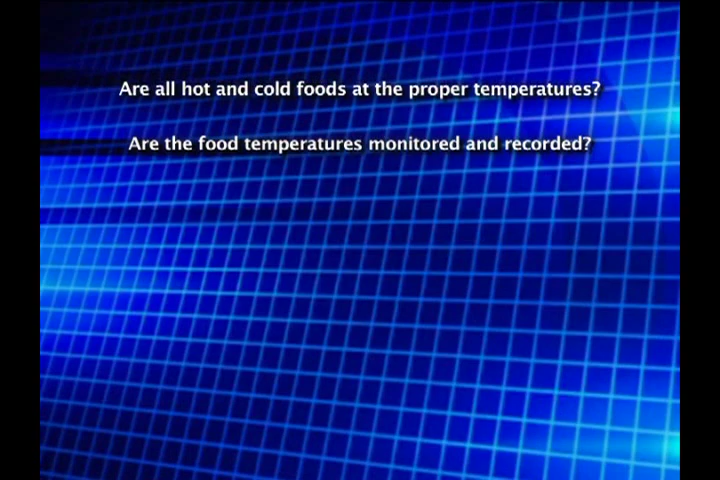 Are all hot and cold foods at the proper temperatures?
Are the food temperatures monitored and recorded?